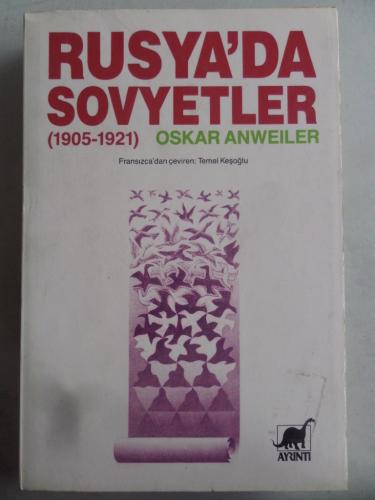 RUSYA'DA
SOVYETLER
(1905-1921) OSKAR ANWEILER
Fransızca'dan çeviren: Temel Keşoğlu
AYRINTI